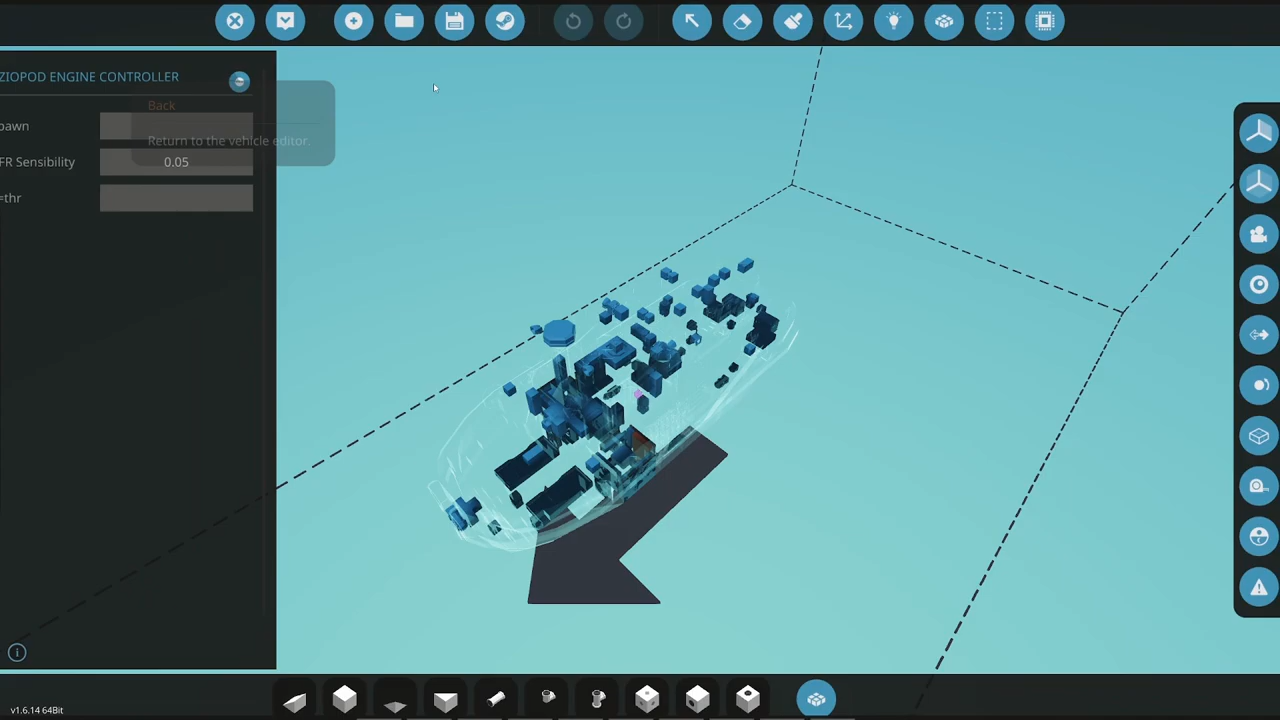 ZIOPOD ENGINE CONTROLLER
Back
pawn
Return to the vehicle editor.
FR Sensibility
0.05
=thr
v1.6.14 64Bit